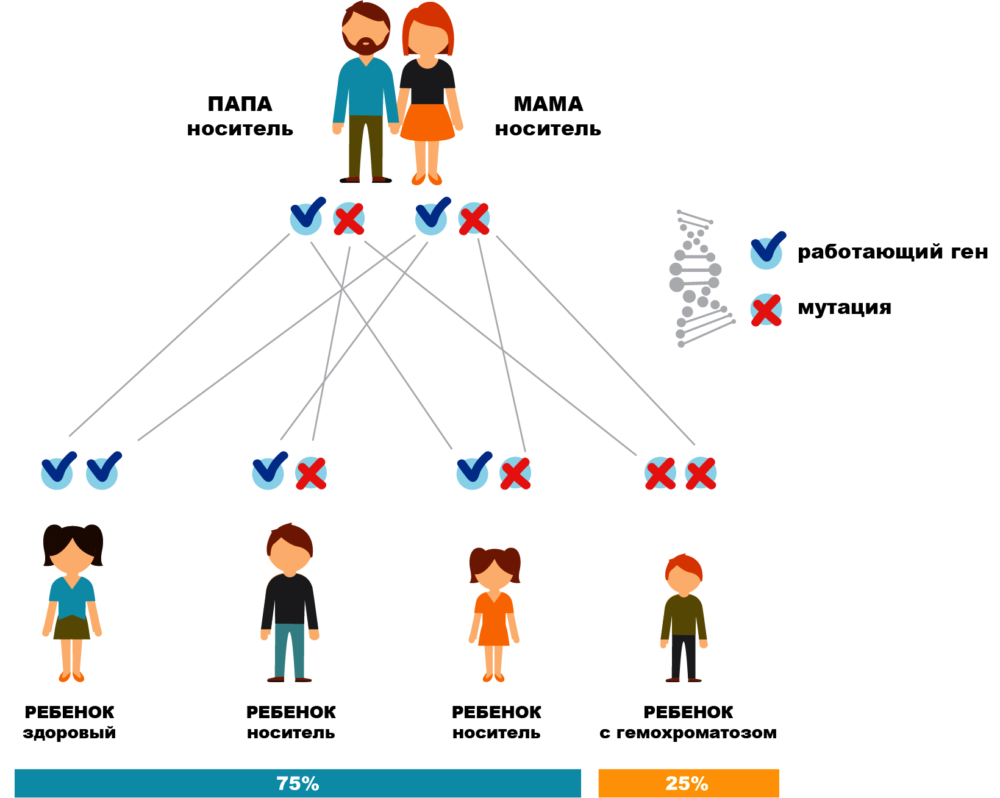 ПАПА
носитель
МАМА
носитель
работающий ген
мутация
РЕБЕНОК
здоровый
РЕБЕНОК
носитель
РЕБЕНОК
носитель
РЕБЕНОК
с гемохроматозом
75%
25%